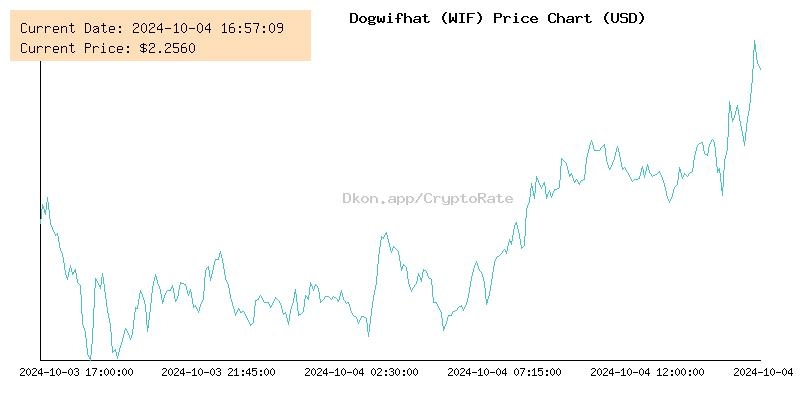 Dogwifhat (WIF) Price Chart (USD)
Current Date: 2024-10-04 16:57:09
Current Price: $2.2560
Dkon.app/CryptoRate
2024-10-03 17:00:00
2024-10-03 21:45:00
2024-10-04 02:30:00
2024-10-04 07:15:00
2024-10-04 12:00:00
2024-10-04